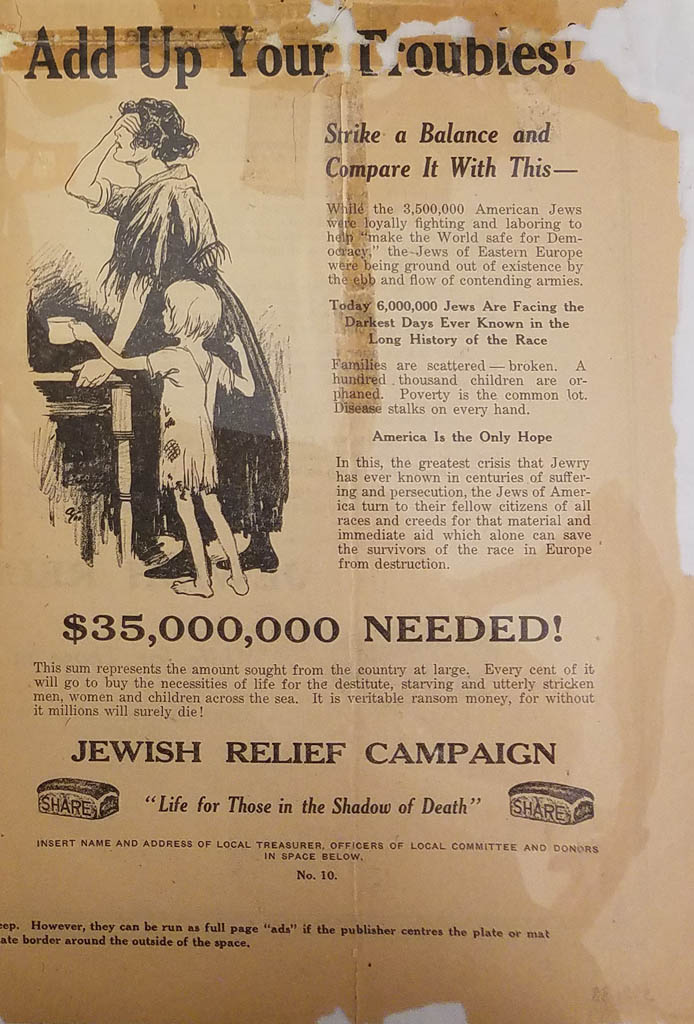 Add Up Your Troubles!
Strike a Balance and
Compare It With This—
While the 3,500,000 American Jews
were loyally fighting and laboring to
help "make the World safe for Dem-
ocracy," the Jews of Eastern Europe
were being ground out of existence by
the ebb and flow of contending armies.
Today 6,000,000 Jews Are Facing the
Darkest Days Ever Known in the
Long History of the Race
Families are scattered — broken. A
hundred thousand children are or-
phaned. Poverty is the common lot.
Disease stalks on every hand.
America Is the Only Hope
In this, the greatest crisis that Jewry
has ever known in centuries of suffer-
ing and persecution, the Jews of Amer-
ica turn to their fellow citizens of all
races and creeds for that material and
immediate aid which alone can save
the survivors of the race in Europe
from destruction.
$35,000,000 NEEDED!
This sum represents the amount sought from the country at large. Every cent of it
will go to buy the necessities of life for the destitute, starving and utterly stricken
men, women and children across the sea. It is veritable ransom money, for without
it millions will surely die!
JEWISH RELIEF CAMPAIGN
SHARE "Life for Those in the Shadow of Death" SHARE
INSERT NAME AND ADDRESS OF LOCAL TREASURER, OFFICERS OF LOCAL COMMITTEE AND DONORS
IN SPACE BELOW.
No. 10.
eep. However, they can be run as full page "ads" if the publisher centres the plate or mat
ate border around the outside of the space.